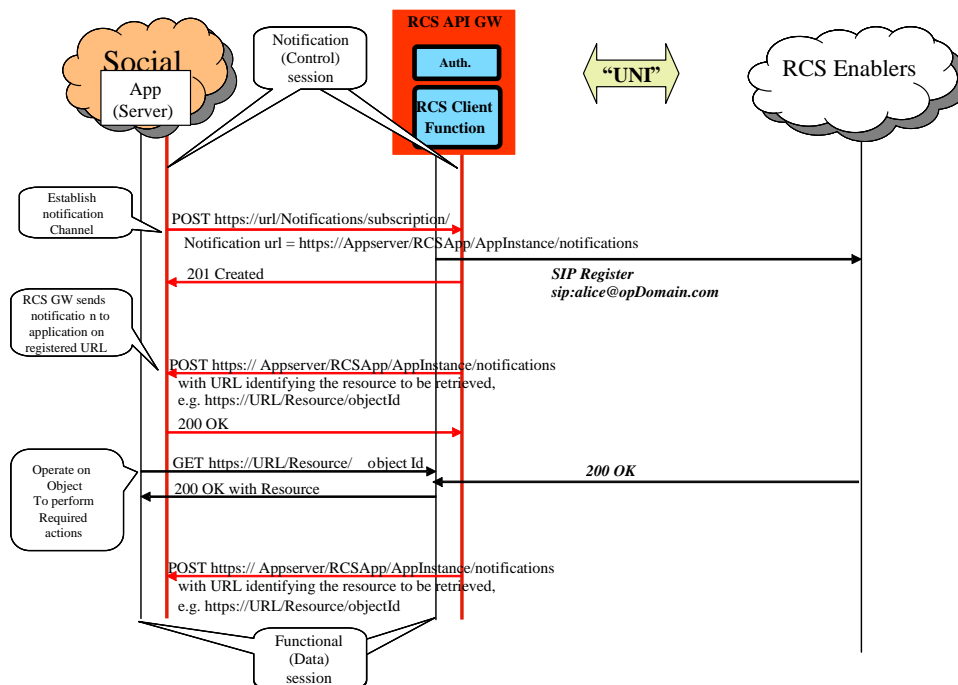 Social
App
(Server)
Notification
(Control)
session
RCS API GW
Auth.
RCS Client
Function
“UNI”
RCS Enablers
Establish
notification
Channel
POST https://url/Notifications/subscription/
Notification url = https://Appserver/RCSApp/AppInstance/notifications
201 Created
SIP Register
sip:alice@opDomain.com
RCS GW sends
notificatio n to
application on
registered URL
POST https:// Appserver/RCSApp/AppInstance/notifications
with URL identifying the resource to be retrieved,
e.g. https://URL/Resource/objectId
200 OK
Operate on
Object
To perform
Required
actions
GET https://URL/Resource/ object Id
200 OK
200 OK with Resource
POST https:// Appserver/RCSApp/AppInstance/notifications
with URL identifying the resource to be retrieved,
e.g. https://URL/Resource/objectId
Functional
(Data)
session